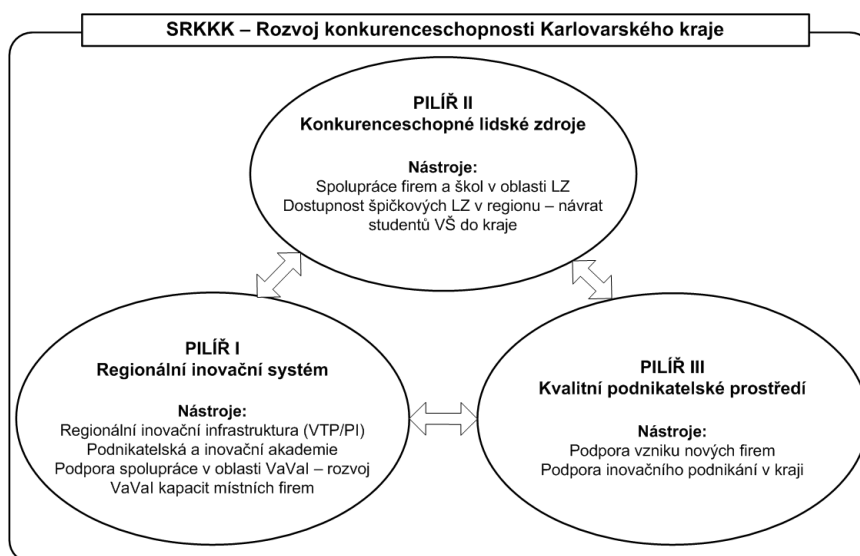 SRKKK – Rozvoj konkurenceschopnosti Karlovarského kraje
PILÍŘ II
Konkurenceschopné lidské zdroje
Nástroje:
Spolupráce firem a škol v oblasti LZ
Dostupnost špičkových LZ v regionu – návrat
studentů VŠ do kraje
PILÍŘ I
Regionální inovační systém
Nástroje:
Regionální inovační infrastruktura (VTP/PI)
Podnikatelská a inovační akademie
Podpora spolupráce v oblasti VaVaI – rozvoj
VaVaI kapacit místních firem
PILÍŘ III
Kvalitní podnikatelské prostředí
Nástroje:
Podpora vzniku nových firem
Podpora inovačního podnikání v kraji